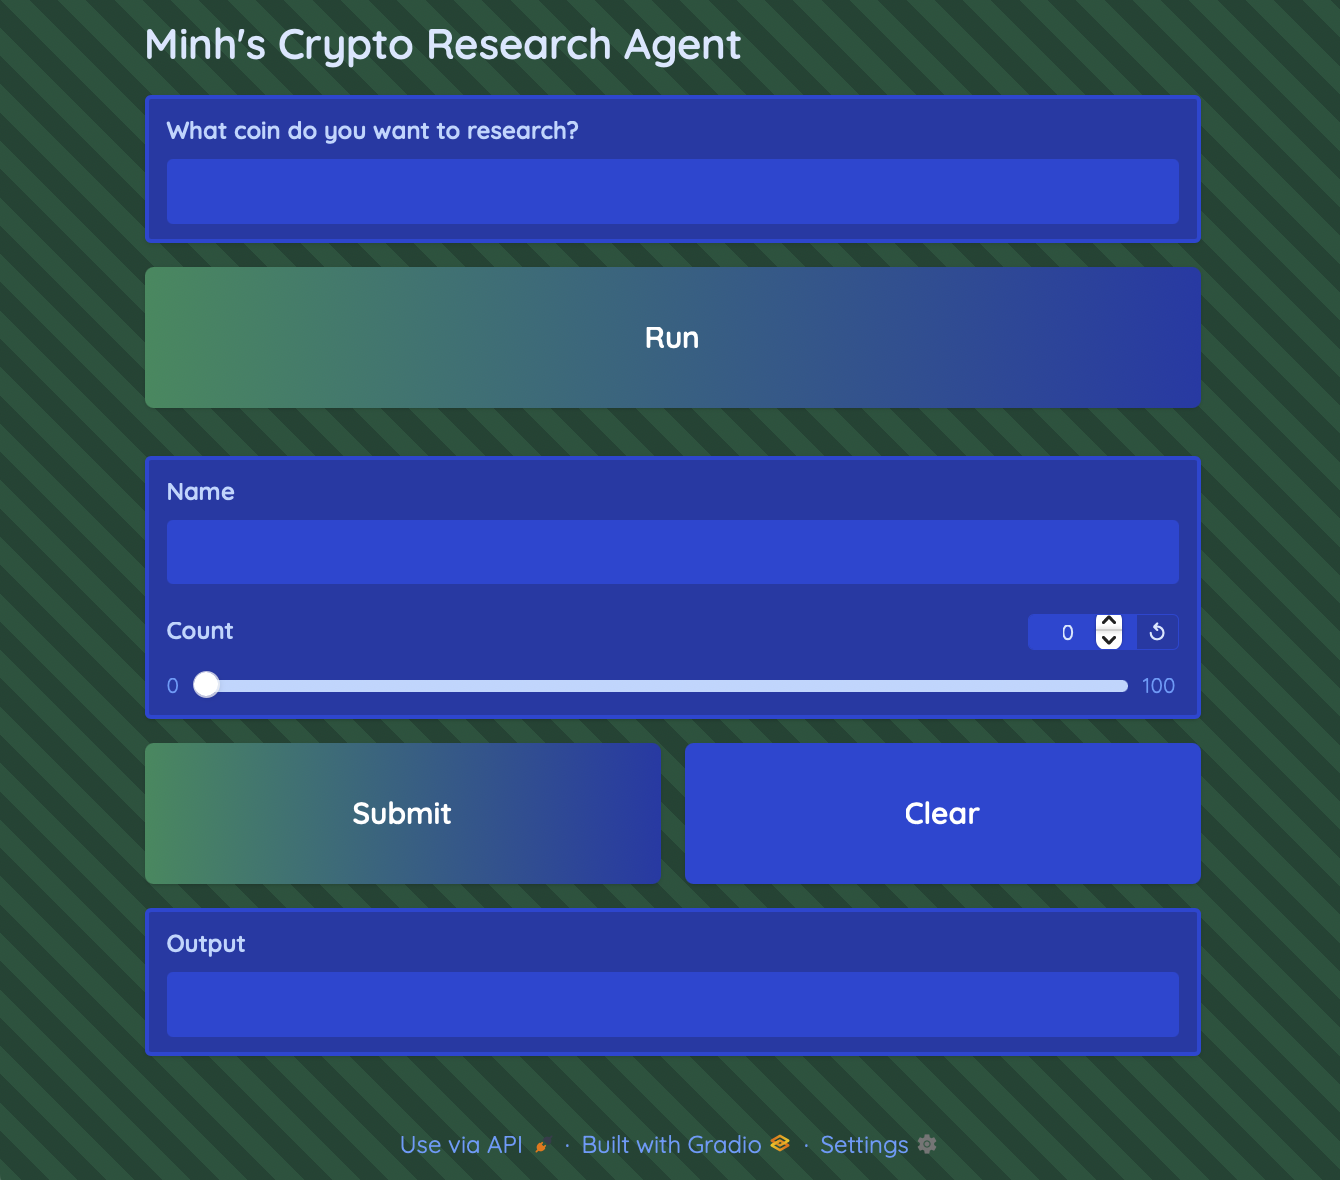 Minh's Crypto Research Agent
What coin do you want to research?
Run
Name
Count
0
0
100
Submit
Clear
Output
Use via API · Built with Gradio · Settings